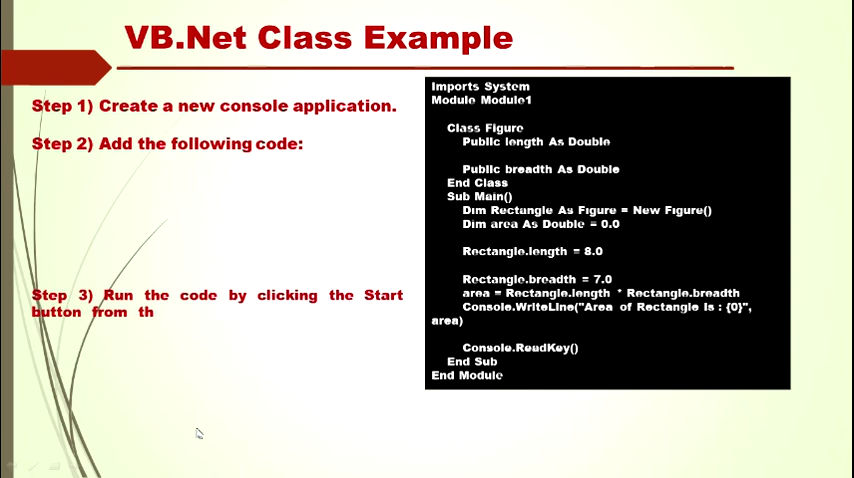 VB.Net Class Example
Step 1) Create a new console application.
Step 2) Add the following code:
Step 3) Run the code by clicking the Start
button from th
Imports System
Module Module1
Class Figure
Public length As Double
Public breadth As Double
End Class
Sub Main()
Dim Rectangle As Figure = New Figure()
Dim area As Double = 0.0
Rectangle.length = 8.0
Rectangle.breadth = 7.0
area = Rectangle.length * Rectangle.breadth
Console.WriteLine("Area of Rectangle is : {0}",
area)
Console.ReadKey()
End Sub
End Module